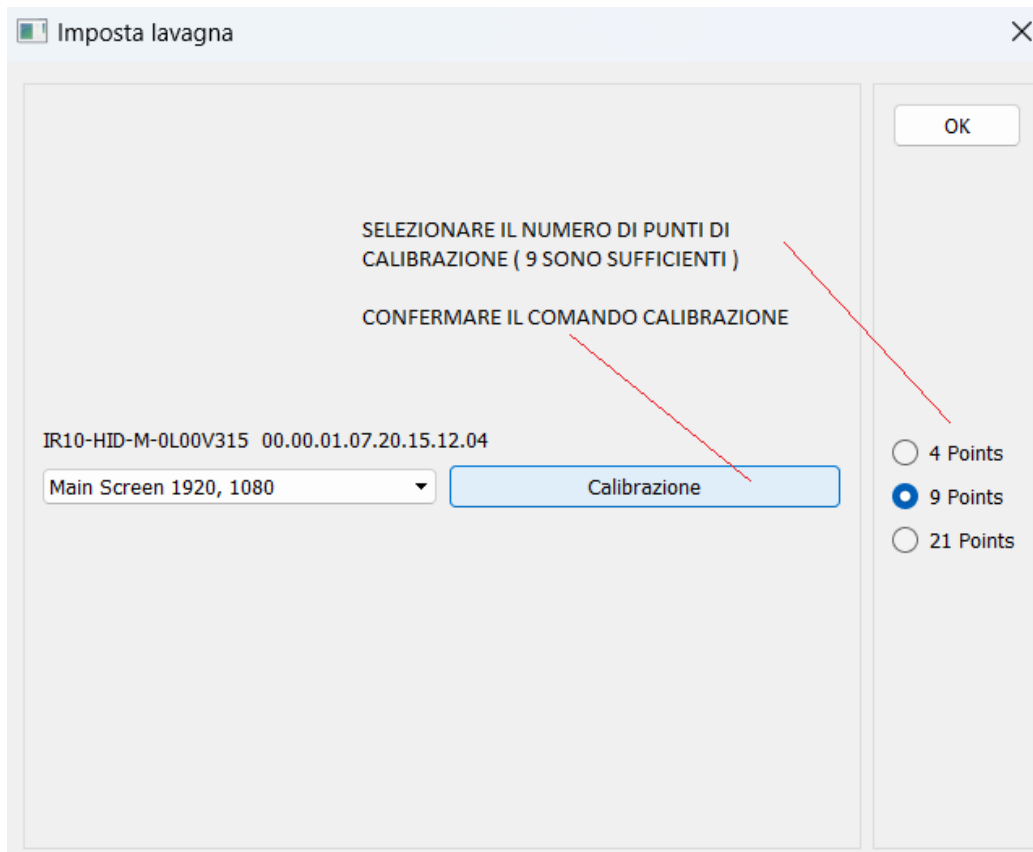 Imposta lavagna
OK
SELEZIONARE IL NUMERO DI PUNTI DI
CALIBRAZIONE ( 9 SONO SUFFICIENTI )
CONFERMARE IL COMANDO CALIBRAZIONE
IR10-HID-M-0L00V315 00.00.01.07.20.15.12.04
Main Screen 1920, 1080
Calibrazione
4 Points
9 Points
21 Points